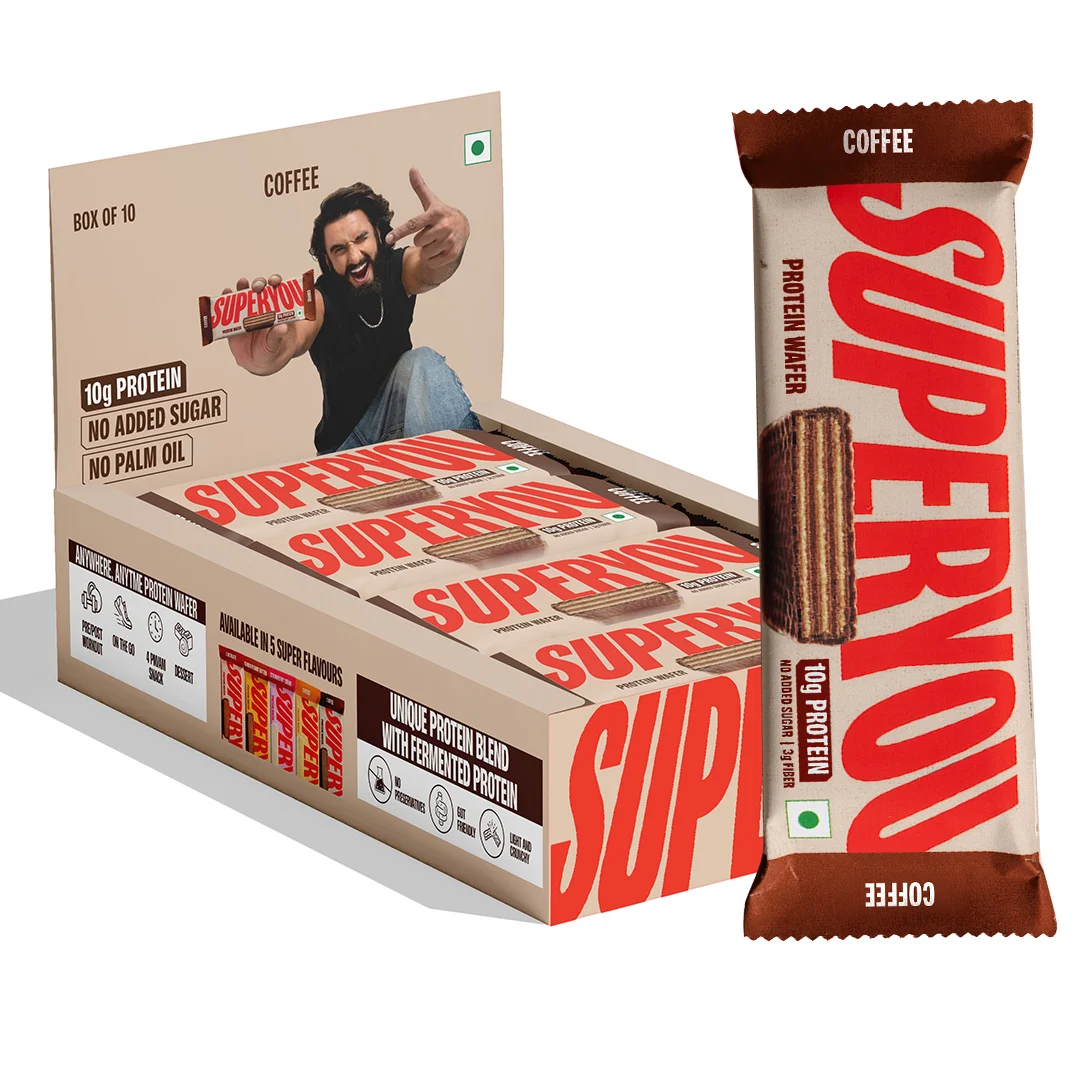 COFFEE
BOX OF 10
SUPERYOU
10g PROTEIN
NO ADDED SUGAR
NO PALM OIL
SUPERYOU
PROTEIN WAFER
10g PROTEIN
SUPERYOU
PROTEIN WAFER
10g PROTEIN
SUPERYOU
PROTEIN WAFER
10g PROTEIN
SUPERY
PROTEIN WAFER
ANYWHERE, ANYTME PROTEIN WAFER
PRE/POST
WORKOUT
ON THE GO
4 PM/AM
SNACK
DESSERT
AVAILABLE IN 5 SUPER FLAVOURS
UNIQUE PROTEIN BLEND
WITH FERMENTED PROTEIN
NO
PRESERVATIVES
GUT
FRIENDLY
LIGHT AND
CRUNCHY
SUPE
COFFEE
SUPERYOU
PROTEIN WAFER
10g PROTEIN
NO ADDED SUGAR | 3g FIBER
COFFEE